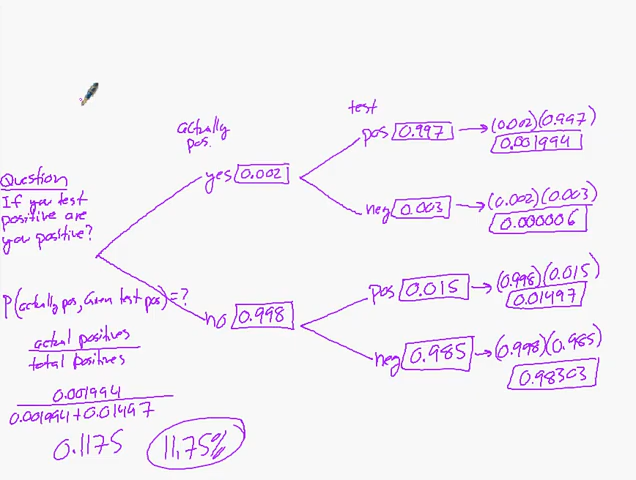 test
actually
pos.
pos 0.997 → (0.002)(0.997)
0.001994
yes 0.002
neg 0.003 → (0.002)(0.003)
0.000006
Question
If you test
positive are
you positive?
pos 0.015 → (0.998)(0.015)
0.01497
P(actually pos, Given test pos) = ?
no 0.998
neg 0.985 → (0.998)(0.985)
0.98303
actual positives
total positives
0.001994
0.001994+0.01497
0.1175 11.75%